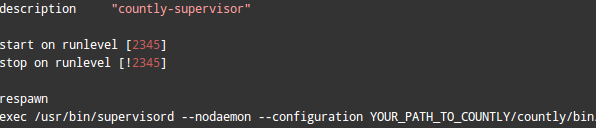 description     "countly-supervisor"
start on runlevel [2345]
stop on runlevel [!2345]
respawn
exec /usr/bin/supervisord --nodaemon --configuration YOUR_PATH_TO_COUNTLY/countly/bin